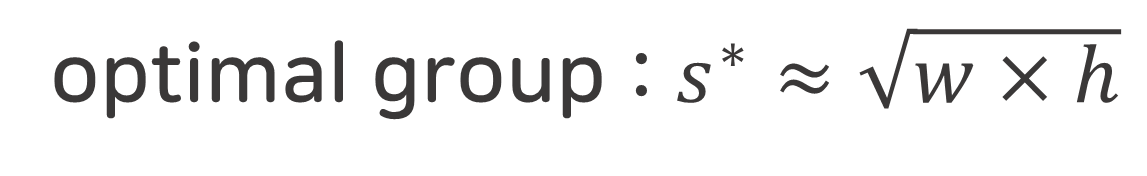 optimal group : s* ≈ √w × h